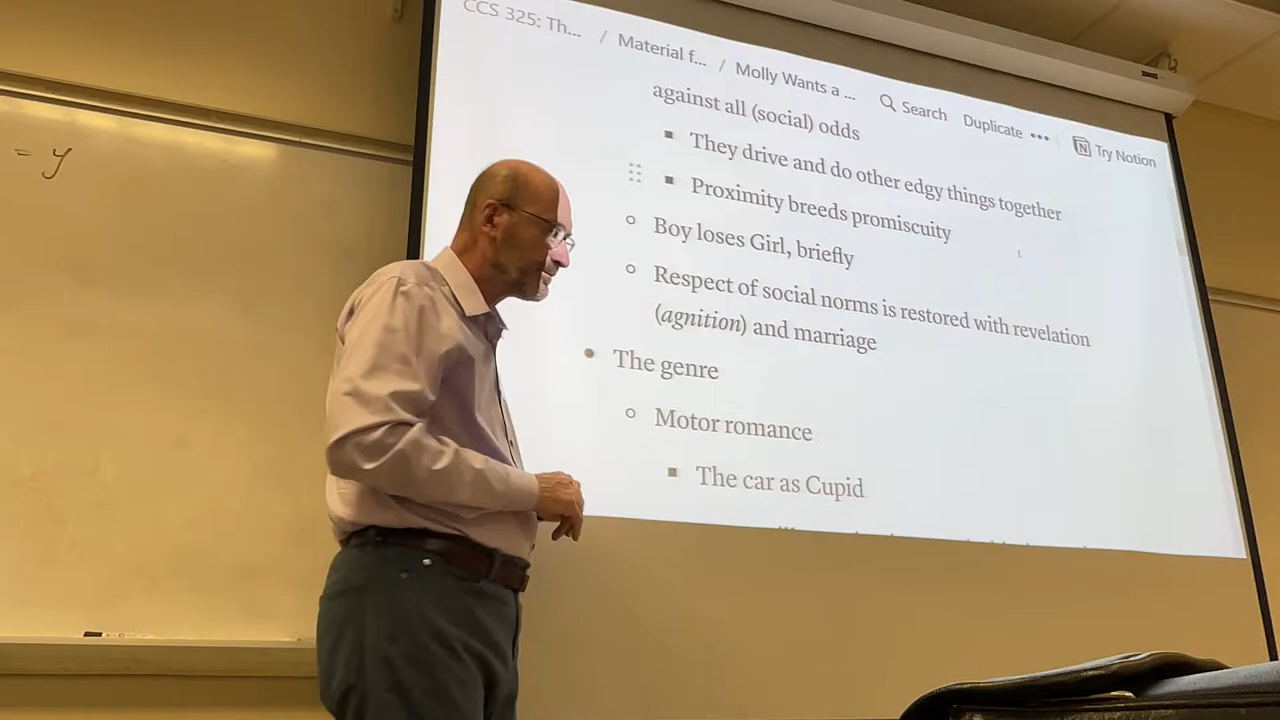 CCS 325: Th... / Material f... / Molly Wants a ... Search Duplicate ••• Try Notion
against all (social) odds
They drive and do other edgy things together
Proximity breeds promiscuity
Boy loses Girl, briefly
Respect of social norms is restored with revelation
(agnition) and marriage
The genre
Motor romance
The car as Cupid
= y